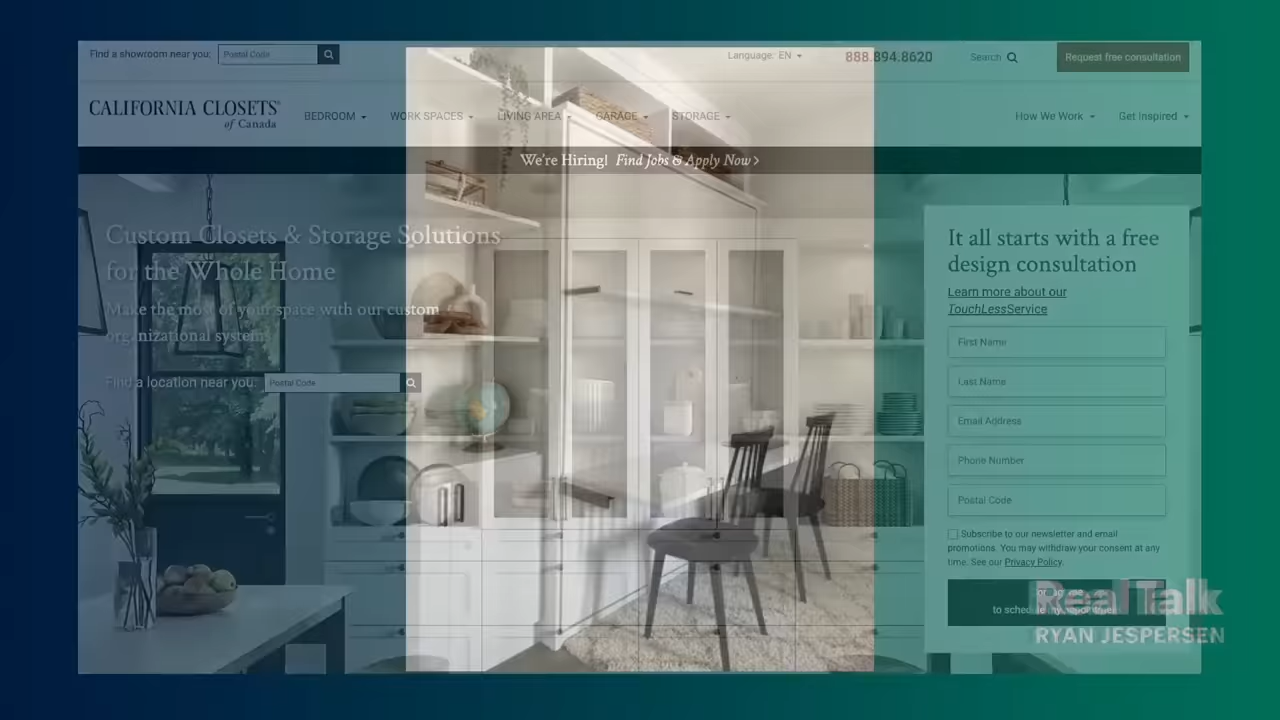 Find a showroom near you: Postal Code
Language: EN 888.894.8620 Search Request free consultation
CALIFORNIA CLOSETS®
of Canada
BEDROOM WORK SPACES LIVING AREA GARAGE STORAGE How We Work Get Inspired
We're Hiring! Find Jobs & Apply Now >
Custom Closets & Storage Solutions
for the Whole Home
Make the most of your space with our custom
organizational systems
Find a location near you: Postal Code
It all starts with a free
design consultation
Learn more about our
TouchLessService
First Name
Last Name
Email Address
Phone Number
Postal Code
Subscribe to our newsletter and email
promotions. You may withdraw your consent at any
time. See our Privacy Policy.
to schedule my appointment
Real Talk
RYAN JESPERSEN